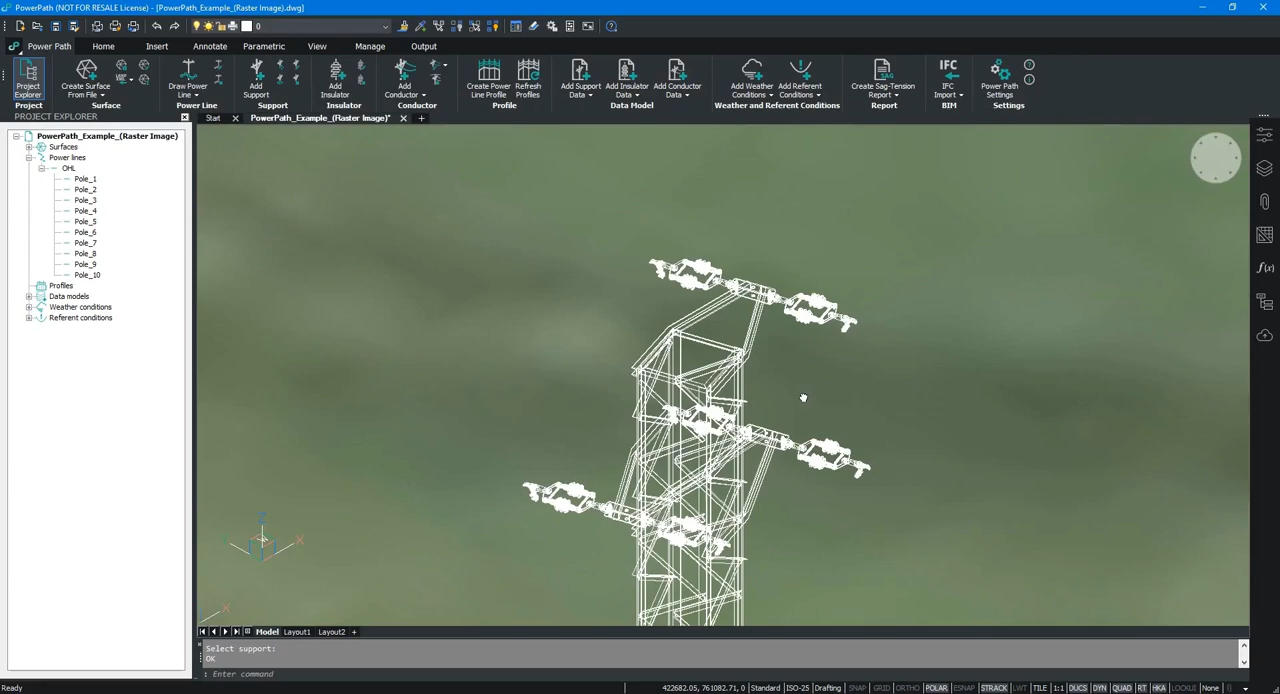 PowerPath (NOT FOR RESALE License) - [PowerPath_Example_(Raster Image).dwg]
0
Power Path Home Insert Annotate Parametric View Manage Output
Project Explorer
Create Surface From File
Draw Power Line
Add Support
Add Insulator
Add Conductor
Create Power Line Profile
Refresh Profiles
Add Support Data
Add Insulator Data
Add Conductor Data
Add Weather Conditions
Add Referent Conditions
SAG
Create Sag-Tension Report
IFC
IFC Import
Power Path Settings
Project Surface Power Line Support Insulator Conductor Profile Data Model Weather and Referent Conditions Report BIM Settings
PROJECT EXPLORER
Start PowerPath_Example_(Raster Image)*
PowerPath_Example_(Raster Image)
Surfaces
Power lines
OHL
Pole_1
Pole_2
Pole_3
Pole_4
Pole_5
Pole_6
Pole_7
Pole_8
Pole_9
Pole_10
Profiles
Data models
Weather conditions
Referent conditions
f(x)
Z
X
X
Model Layout1 Layout2 +
Select support:
OK
: Enter command
Ready
422682.05, 761082.71, 0 Standard ISO-25 Drafting SNAP GRID ORTHO POLAR ESNAP STRACK LWT TILE 1:1 DUCS DYN QUAD RT HKA LOCKUI None